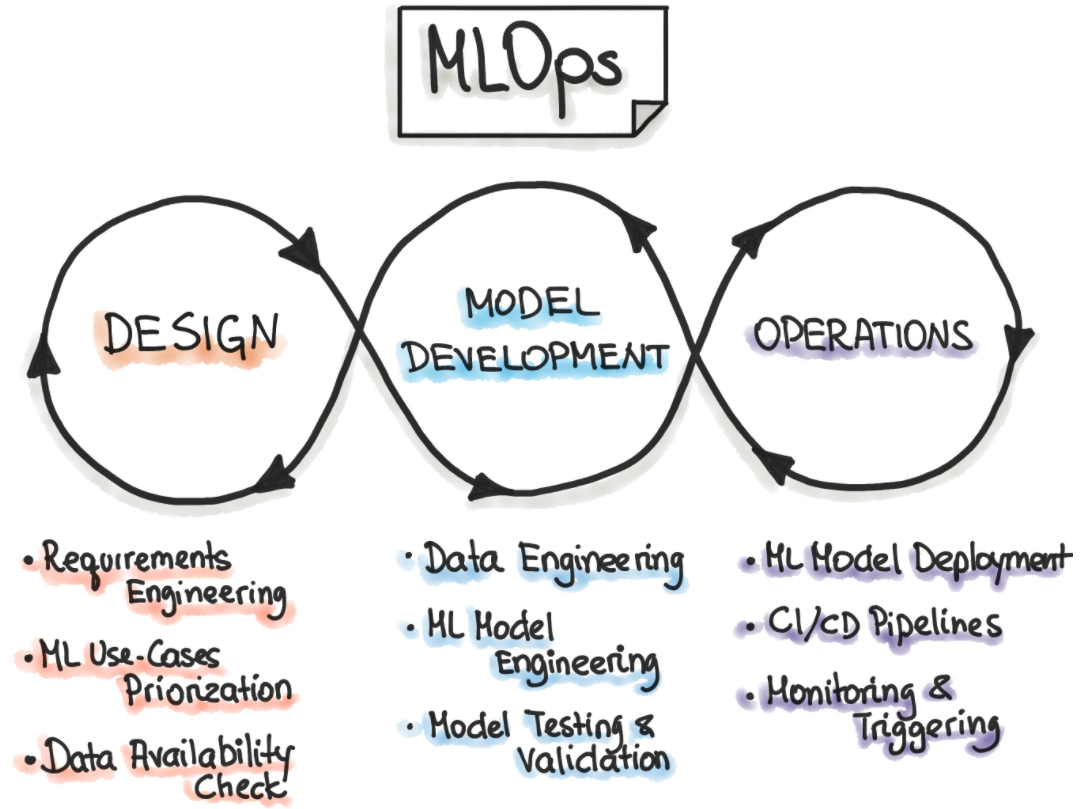 MLOps
DESIGN
MODEL
DEVELOPMENT
OPERATIONS
• Requirements
Engineering
• ML Use-Cases
Priorization
• Data Availability
Check
• Data Engineering
• ML Model
Engineering
• Model Testing &
Validation
• ML Model Deployment
• CI/CD Pipelines
• Monitoring &
Triggering